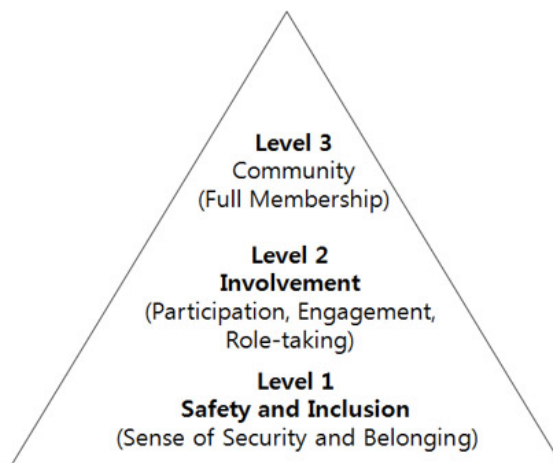 Level 3
Community
(Full Membership)
Level 2
Involvement
(Participation, Engagement,
Role-taking)
Level 1
Safety and Inclusion
(Sense of Security and Belonging)